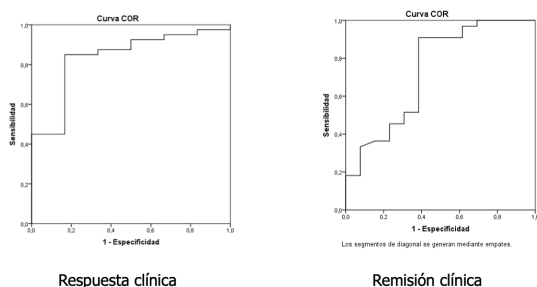 Curva COR
Sensibilidad
1,0
0,8
0,6
0,4
0,2
0,0
0,0 0,2 0,4 0,6 0,8 1,0
1 - Especificidad
Respuesta clínica
Curva COR
Sensibilidad
1,0
0,8
0,6
0,4
0,2
0,0
0,0 0,2 0,4 0,6 0,8 1,0
1 - Especificidad
Los segmentos de diagonal se generan mediante empates.
Remisión clínica